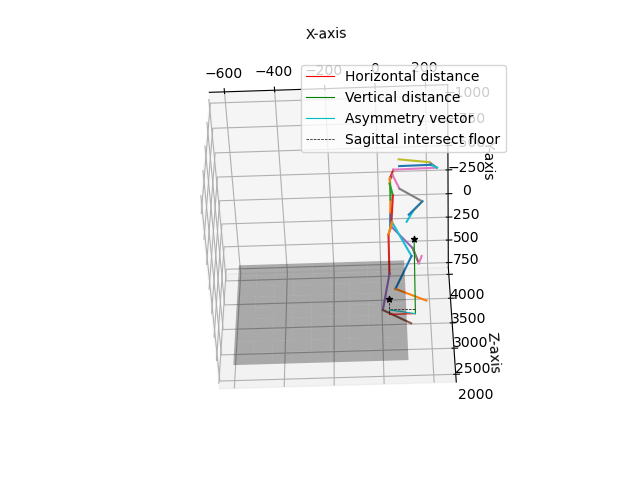 X-axis
−600 −400 −200 0 200
Horizontal distance
Vertical distance
Asymmetry vector
Sagittal intersect floor
−250
0
250
500
750
4000
3500
3000
2500
2000
Z-axis